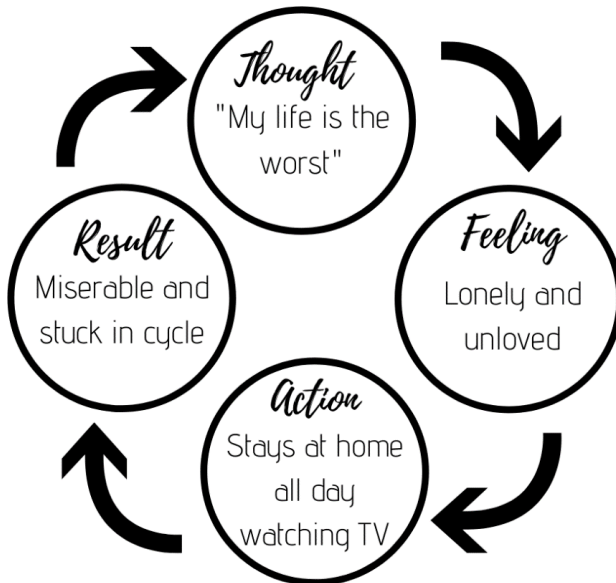 Thought
"My life is the
worst"
Feeling
Lonely and
unloved
Action
Stays at home
all day
watching TV
Result
Miserable and
stuck in cycle